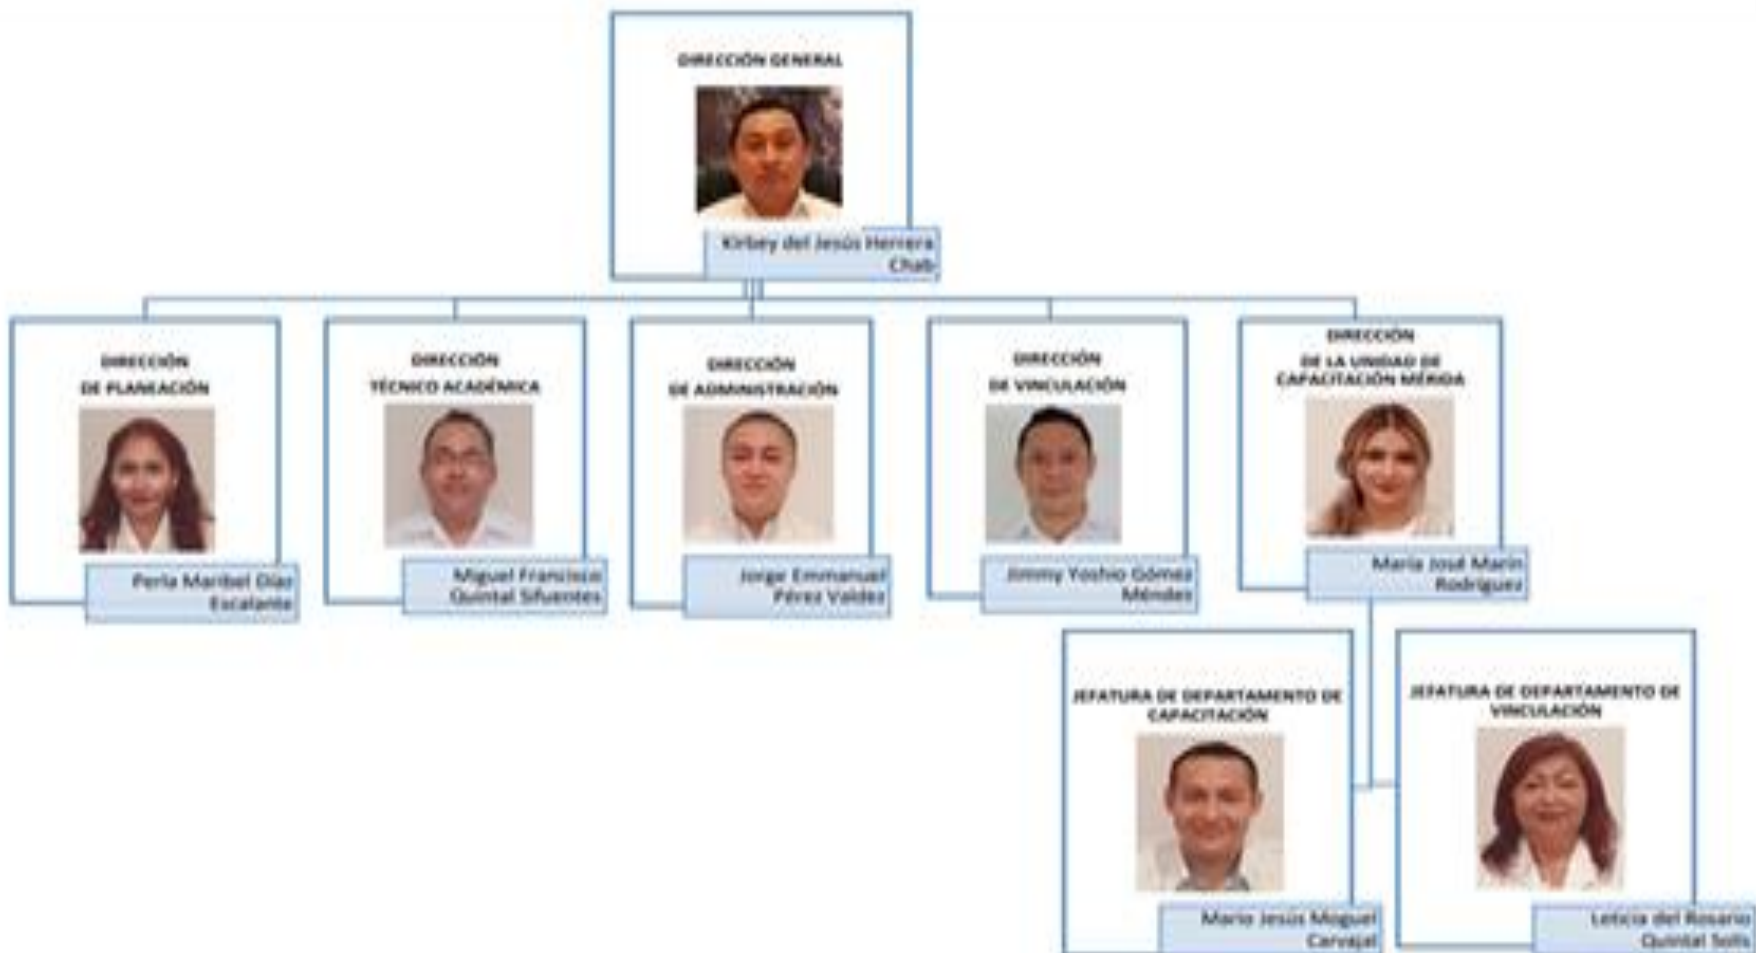 DIRECCIÓN GENERAL
Kirbey del Jesús Herrera
Chab
DIRECCIÓN
DE PLANEACIÓN
Perla Maribel Díaz
Escalante
DIRECCIÓN
TÉCNICO ACADÉMICA
Miguel Francisco
Quintal Sifuentes
DIRECCIÓN
DE ADMINISTRACIÓN
Jorge Emmanuel
Pérez Valdez
DIRECCIÓN
DE VINCULACIÓN
Jimmy Yoshio Gómez
Méndez
DIRECCIÓN
DE LA UNIDAD DE
CAPACITACIÓN MÉRIDA
María José Marín
Rodríguez
JEFATURA DE DEPARTAMENTO DE
CAPACITACIÓN
Mario Jesús Moguel
Carvajal
JEFATURA DE DEPARTAMENTO DE
VINCULACIÓN
Leticia del Rosario
Quintal Solís